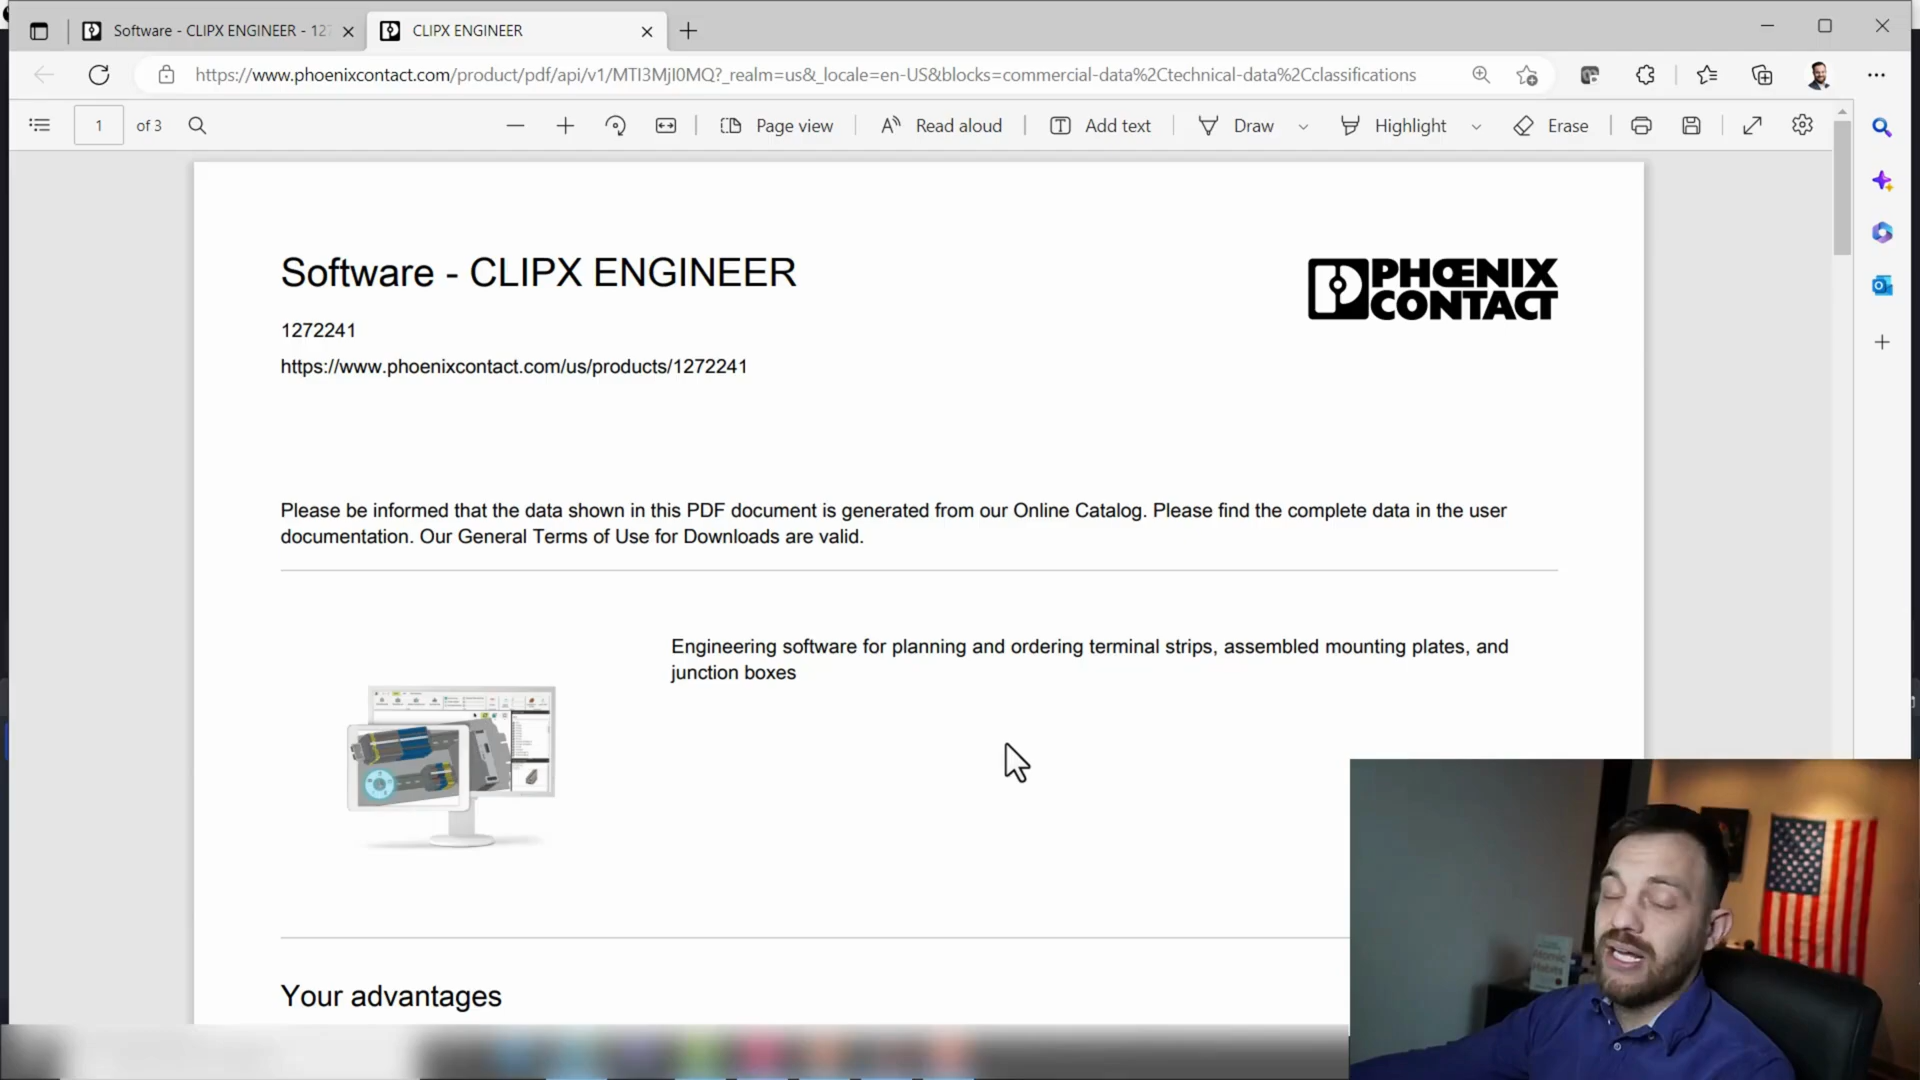 Software - CLIPX ENGINEER - 127
CLIPX ENGINEER
https://www.phoenixcontact.com/product/pdf/api/v1/MTI3MjI0MQ?_realm=us&_locale=en-US&blocks=commercial-data%2Ctechnical-data%2Cclassifications
1 of 3
Page view
Read aloud
Add text
Draw
Highlight
Erase
Software - CLIPX ENGINEER
PHŒNIX
CONTACT
1272241
https://www.phoenixcontact.com/us/products/1272241
Please be informed that the data shown in this PDF document is generated from our Online Catalog. Please find the complete data in the user
documentation. Our General Terms of Use for Downloads are valid.
Engineering software for planning and ordering terminal strips, assembled mounting plates, and
junction boxes
Your advantages
Atomic
Habits